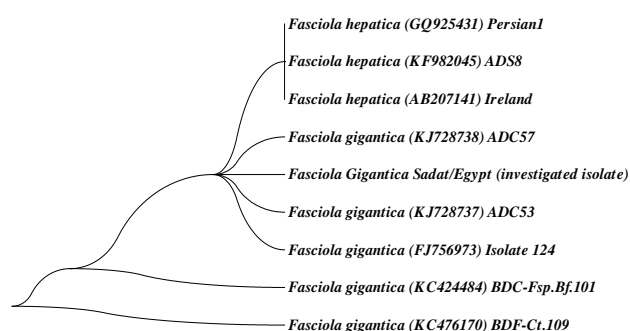 Fasciola hepatica (GQ925431) Persian1
Fasciola hepatica (KF982045) ADS8
Fasciola hepatica (AB207141) Ireland
Fasciola gigantica (KJ728738) ADC57
Fasciola Gigantica Sadat/Egypt (investigated isolate)
Fasciola gigantica (KJ728737) ADC53
Fasciola gigantica (FJ756973) Isolate 124
Fasciola gigantica (KC424484) BDC-Fsp.Bf.101
Fasciola gigantica (KC476170) BDF-Ct.109